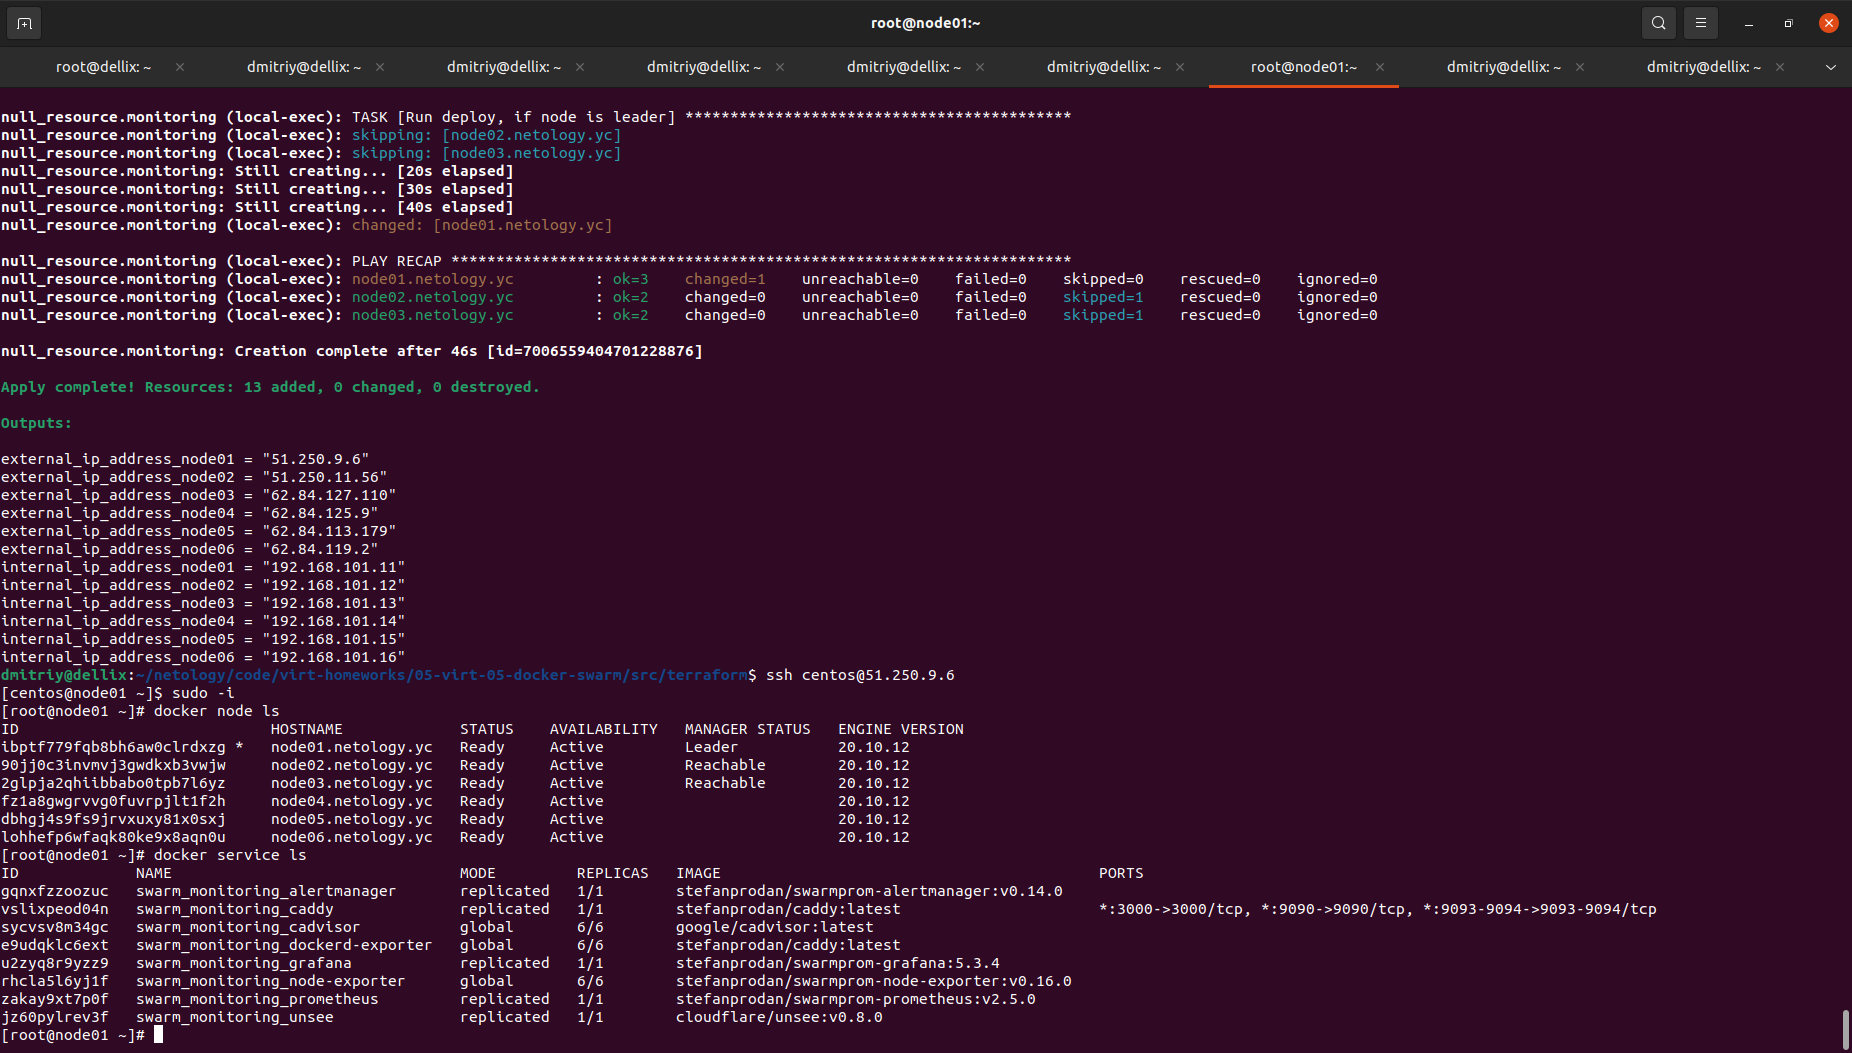 root@node01:~
root@dellix: ~ dmitriy@dellix: ~ dmitriy@dellix: ~ dmitriy@dellix: ~ dmitriy@dellix: ~ dmitriy@dellix: ~ root@node01:~ dmitriy@dellix: ~ dmitriy@dellix: ~
null_resource.monitoring (local-exec): TASK [Run deploy, if node is leader] *******************************************
null_resource.monitoring (local-exec): skipping: [node02.netology.yc]
null_resource.monitoring (local-exec): skipping: [node03.netology.yc]
null_resource.monitoring: Still creating... [20s elapsed]
null_resource.monitoring: Still creating... [30s elapsed]
null_resource.monitoring: Still creating... [40s elapsed]
null_resource.monitoring (local-exec): changed: [node01.netology.yc]
null_resource.monitoring (local-exec): PLAY RECAP *********************************************************************
null_resource.monitoring (local-exec): node01.netology.yc : ok=3 changed=1 unreachable=0 failed=0 skipped=0 rescued=0 ignored=0
null_resource.monitoring (local-exec): node02.netology.yc : ok=2 changed=0 unreachable=0 failed=0 skipped=1 rescued=0 ignored=0
null_resource.monitoring (local-exec): node03.netology.yc : ok=2 changed=0 unreachable=0 failed=0 skipped=1 rescued=0 ignored=0
null_resource.monitoring: Creation complete after 46s [id=7006559404701228876]
Apply complete! Resources: 13 added, 0 changed, 0 destroyed.
Outputs:
external_ip_address_node01 = "51.250.9.6"
external_ip_address_node02 = "51.250.11.56"
external_ip_address_node03 = "62.84.127.110"
external_ip_address_node04 = "62.84.125.9"
external_ip_address_node05 = "62.84.113.179"
external_ip_address_node06 = "62.84.119.2"
internal_ip_address_node01 = "192.168.101.11"
internal_ip_address_node02 = "192.168.101.12"
internal_ip_address_node03 = "192.168.101.13"
internal_ip_address_node04 = "192.168.101.14"
internal_ip_address_node05 = "192.168.101.15"
internal_ip_address_node06 = "192.168.101.16"
dmitriy@dellix:~/netology/code/virt-homeworks/05-virt-05-docker-swarm/src/terraform$ ssh centos@51.250.9.6
[centos@node01 ~]$ sudo -i
[root@node01 ~]# docker node ls
ID HOSTNAME STATUS AVAILABILITY MANAGER STATUS ENGINE VERSION
ibptf779fqb8bh6aw0clrdxzg * node01.netology.yc Ready Active Leader 20.10.12
90jj0c3invmvj3gwdkxb3vwjw node02.netology.yc Ready Active Reachable 20.10.12
2glpja2qhiibbabo0tpb7l6yz node03.netology.yc Ready Active Reachable 20.10.12
fz1a8gwgrvvg0fuvrpjlt1f2h node04.netology.yc Ready Active 20.10.12
dbhgj4s9fs9jrvxuxy81x0sxj node05.netology.yc Ready Active 20.10.12
lohhefp6wfaqk80ke9x8aqn0u node06.netology.yc Ready Active 20.10.12
[root@node01 ~]# docker service ls
ID NAME MODE REPLICAS IMAGE PORTS
gqnxfzzoozuc swarm_monitoring_alertmanager replicated 1/1 stefanprodan/swarmprom-alertmanager:v0.14.0
vslixpeod04n swarm_monitoring_caddy replicated 1/1 stefanprodan/caddy:latest *:3000->3000/tcp, *:9090->9090/tcp, *:9093-9094->9093-9094/tcp
sycvsv8m34gc swarm_monitoring_cadvisor global 6/6 google/cadvisor:latest
e9udqklc6ext swarm_monitoring_dockerd-exporter global 6/6 stefanprodan/caddy:latest
u2zyq8r9yzz9 swarm_monitoring_grafana replicated 1/1 stefanprodan/swarmprom-grafana:5.3.4
rhcla5l6yj1f swarm_monitoring_node-exporter global 6/6 stefanprodan/swarmprom-node-exporter:v0.16.0
zakay9xt7p0f swarm_monitoring_prometheus replicated 1/1 stefanprodan/swarmprom-prometheus:v2.5.0
jz60pylrev3f swarm_monitoring_unsee replicated 1/1 cloudflare/unsee:v0.8.0
[root@node01 ~]#